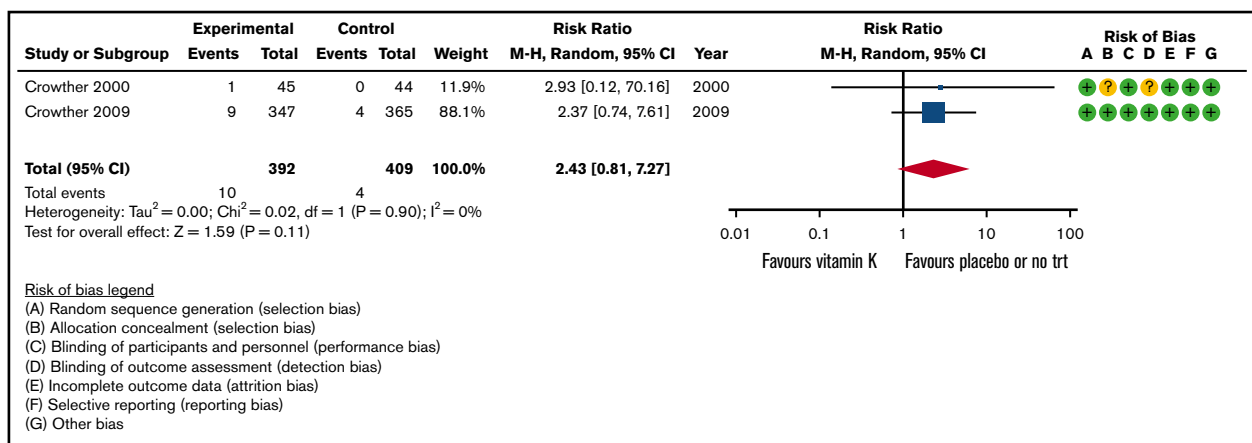 Experimental Control Risk Ratio Risk Ratio Risk of Bias
Study or Subgroup Events Total Events Total Weight M-H, Random, 95% CI Year M-H, Random, 95% CI A B C D E F G
Crowther 2000 1 45 0 44 11.9% 2.93 [0.12, 70.16] 2000 + ? + ? + + +
Crowther 2009 9 347 4 365 88.1% 2.37 [0.74, 7.61] 2009 + + + + + + +
Total (95% CI) 392 409 100.0% 2.43 [0.81, 7.27]
Total events 10 4
Heterogeneity: Tau² = 0.00; Chi² = 0.02, df = 1 (P = 0.90); I² = 0%
Test for overall effect: Z = 1.59 (P = 0.11)
0.01 0.1 1 10 100
Favours vitamin K Favours placebo or no trt
Risk of bias legend
(A) Random sequence generation (selection bias)
(B) Allocation concealment (selection bias)
(C) Blinding of participants and personnel (performance bias)
(D) Blinding of outcome assessment (detection bias)
(E) Incomplete outcome data (attrition bias)
(F) Selective reporting (reporting bias)
(G) Other bias